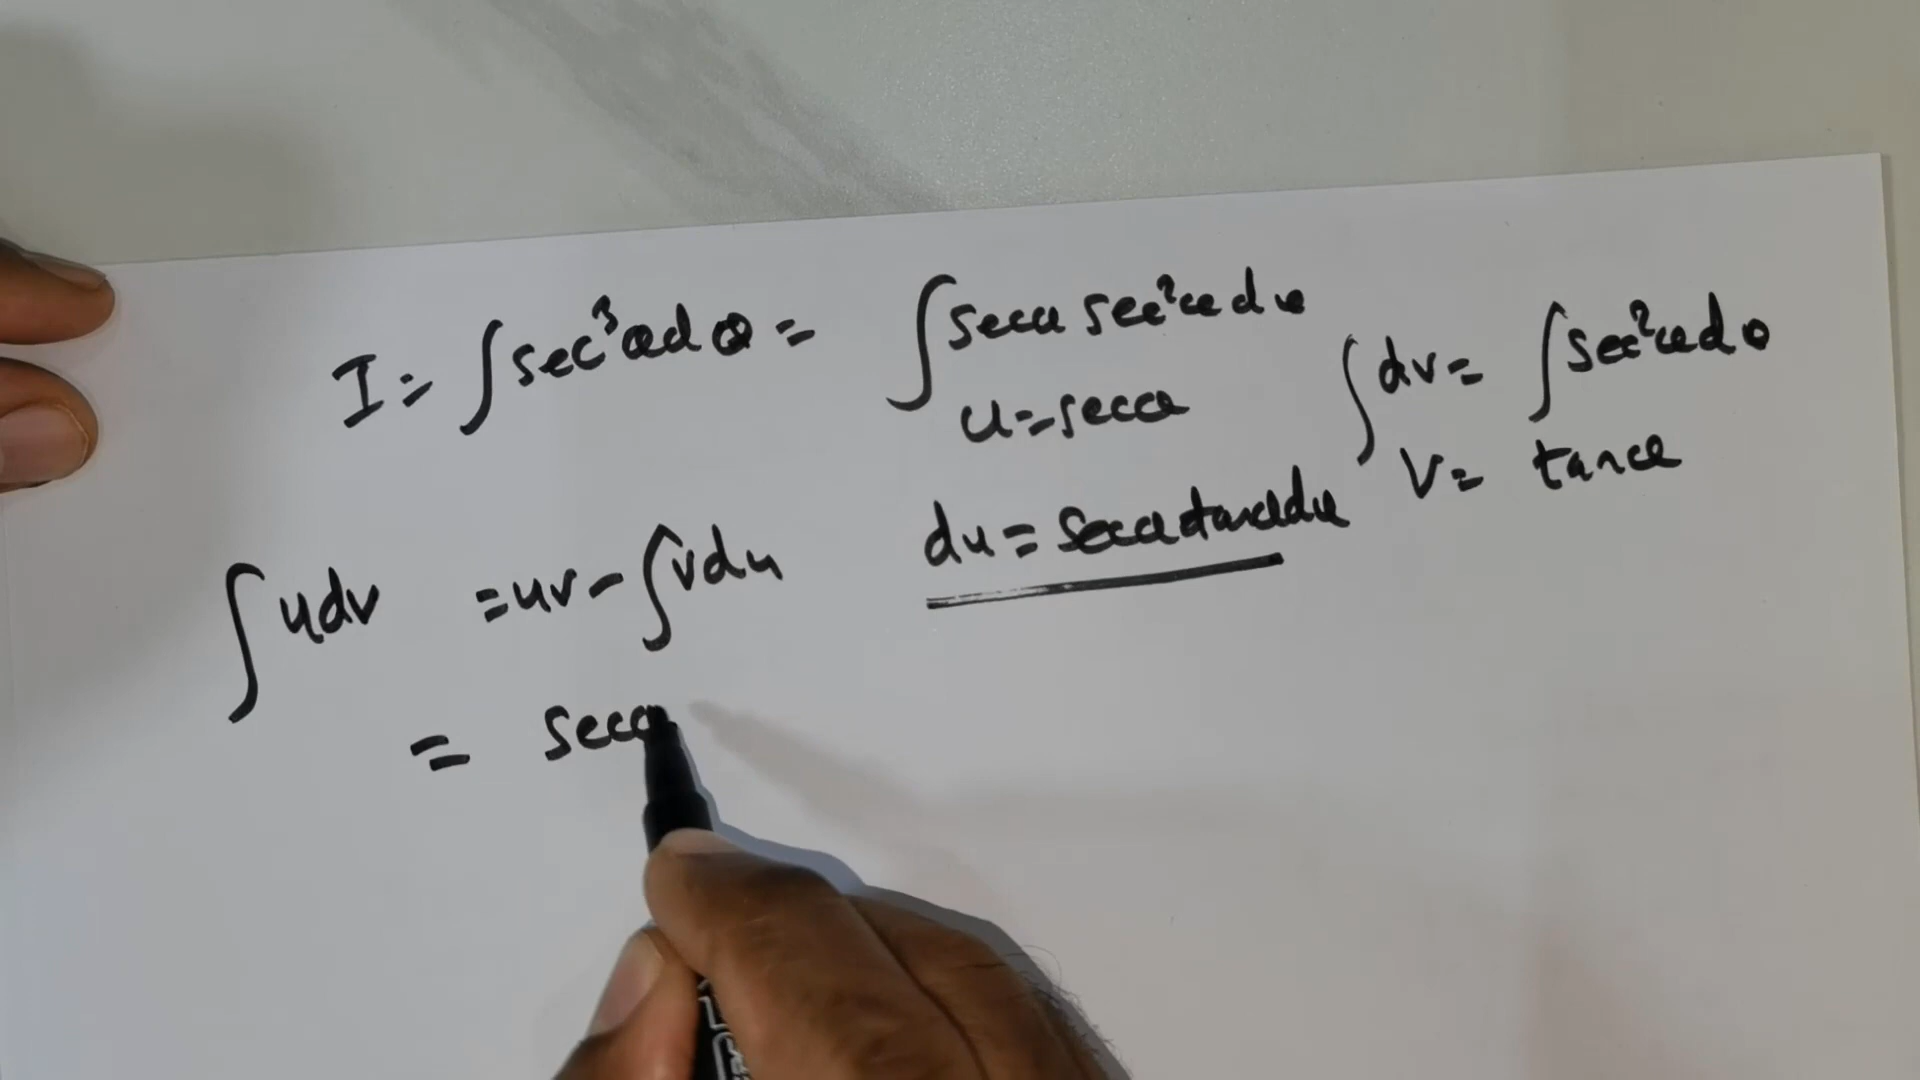 I = ∫ sec³θdθ = ∫ secθ sec²θdθ
u = secθ ∫ dv = ∫ sec²θdθ
du = secθtanθdθ v = tanθ
∫ udv = uv - ∫ vdu
= secθ